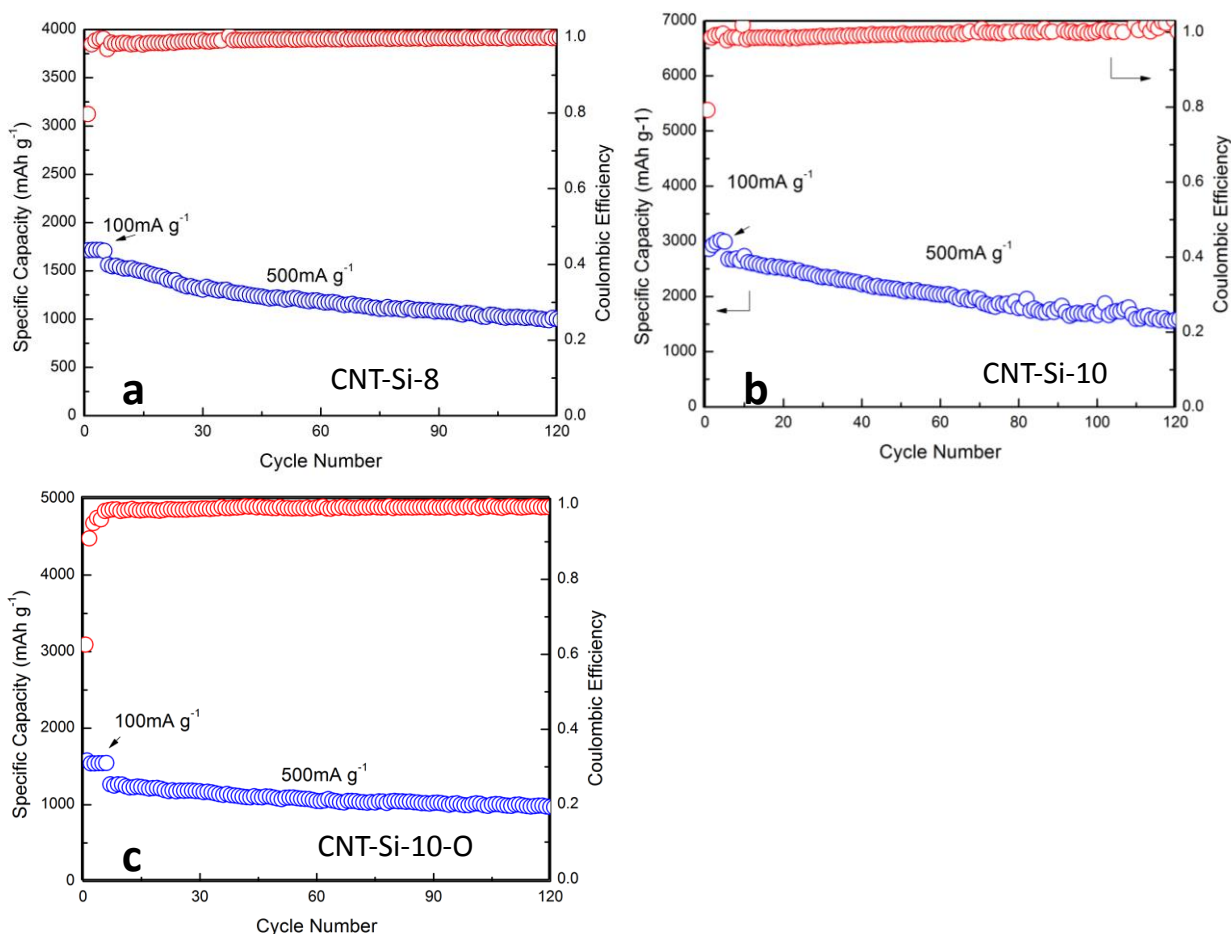 4000
3500
3000
2500
2000
1500
1000
500
0
Specific Capacity (mAh g⁻¹)
100mA g⁻¹
500mA g⁻¹
a
CNT-Si-8
1.0
0.8
0.6
0.4
0.2
0.0
Coulombic Efficiency
0 30 60 90 120
Cycle Number
7000
6000
5000
4000
3000
2000
1000
0
Specific Capacity (mAh g-1)
100mA g⁻¹
500mA g⁻¹
b
CNT-Si-10
1.0
0.8
0.6
0.4
0.2
0.0
Coulombic Efficiency
0 20 40 60 80 100 120
Cycle Number
5000
4000
3000
2000
1000
0
Specific Capacity (mAh g⁻¹)
100mA g⁻¹
500mA g⁻¹
c
CNT-Si-10-O
1.0
0.8
0.6
0.4
0.2
0.0
Coulombic Efficiency
0 30 60 90 120
Cycle Number